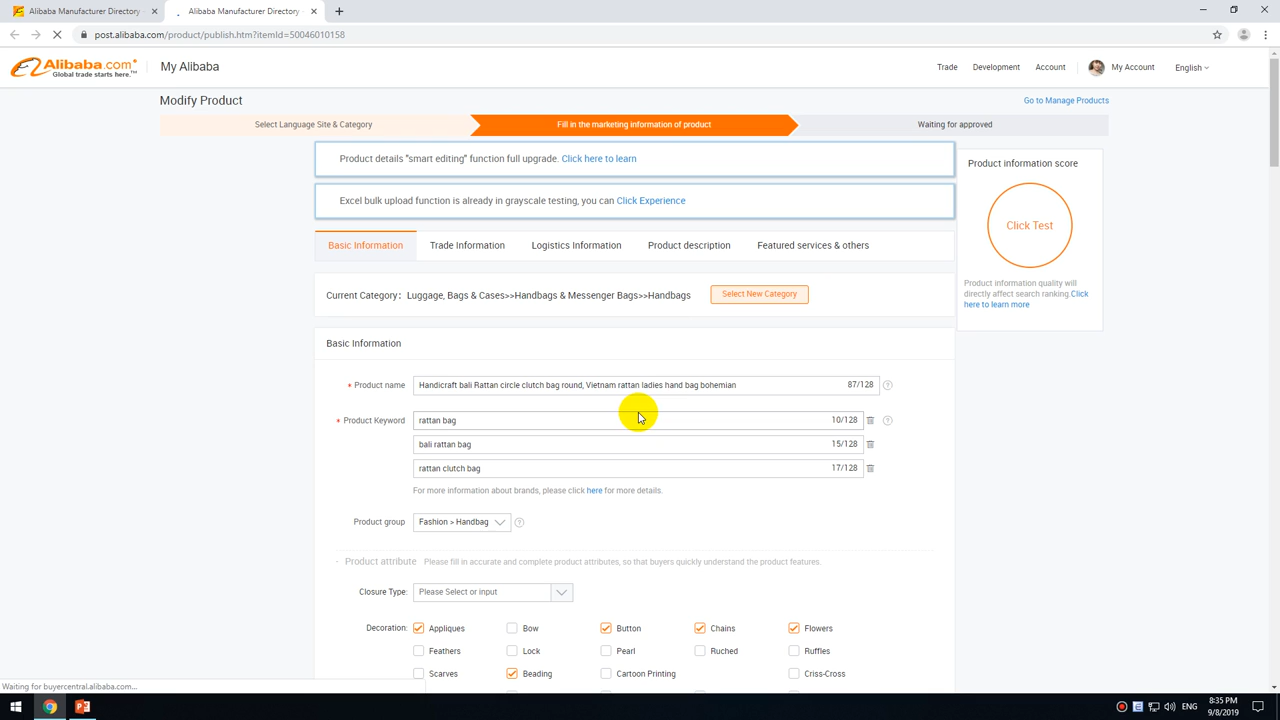 Alibaba Manufacturer Directory -
Alibaba Manufacturer Directory -
post.alibaba.com/product/publish.htm?itemId=50046010158
Alibaba.com
Global trade starts here.™
My Alibaba
Trade
Development
Account
My Account
English
Modify Product
Go to Manage Products
Select Language Site & Category
Fill in the marketing information of product
Waiting for approved
Product details "smart editing" function full upgrade. Click here to learn
Excel bulk upload function is already in grayscale testing, you can Click Experience
Product information score
Click Test
Product information quality will
directly affect search ranking.Click
here to learn more
Basic Information
Trade Information
Logistics Information
Product description
Featured services & others
Current category： Luggage, Bags & Cases>>Handbags & Messenger Bags>>Handbags
Select New Category
Basic Information
* Product name
Handicraft bali Rattan circle clutch bag round, Vietnam rattan ladies hand bag bohemian
87/128
* Product Keyword
rattan bag
10/128
bali rattan bag
15/128
rattan clutch bag
17/128
For more information about brands, please click here for more details.
Product group
Fashion > Handbag
- Product attribute Please fill in accurate and complete product attributes, so that buyers quickly understand the product features.
Closure Type:
Please Select or input
Decoration:
Appliques
Bow
Button
Chains
Flowers
Feathers
Lock
Pearl
Ruched
Ruffles
Scarves
Beading
Cartoon Printing
Criss-Cross
Waiting for buyercentral.alibaba.com...
ENG
8:35 PM
9/8/2019